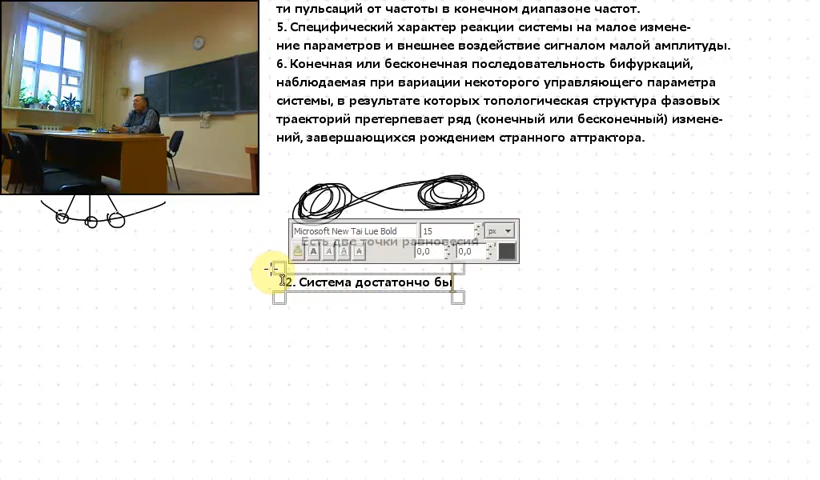 ти пульсаций от частоты в конечном диапазоне частот.
5. Специфический характер реакции системы на малое измене-
ние параметров и внешнее воздействие сигналом малой амплитуды.
6. Конечная или бесконечная последовательность бифуркаций,
наблюдаемая при вариации некоторого управляющего параметра
системы, в результате которых топологическая структура фазовых
траекторий претерпевает ряд (конечный или бесконечный) измене-
ний, завершающихся рождением странного аттрактора.
Microsoft New Tai Lue Bold 15 px
Есть две точки равновесия
A A A A 0,0 0,0
2. Система достатончо бы